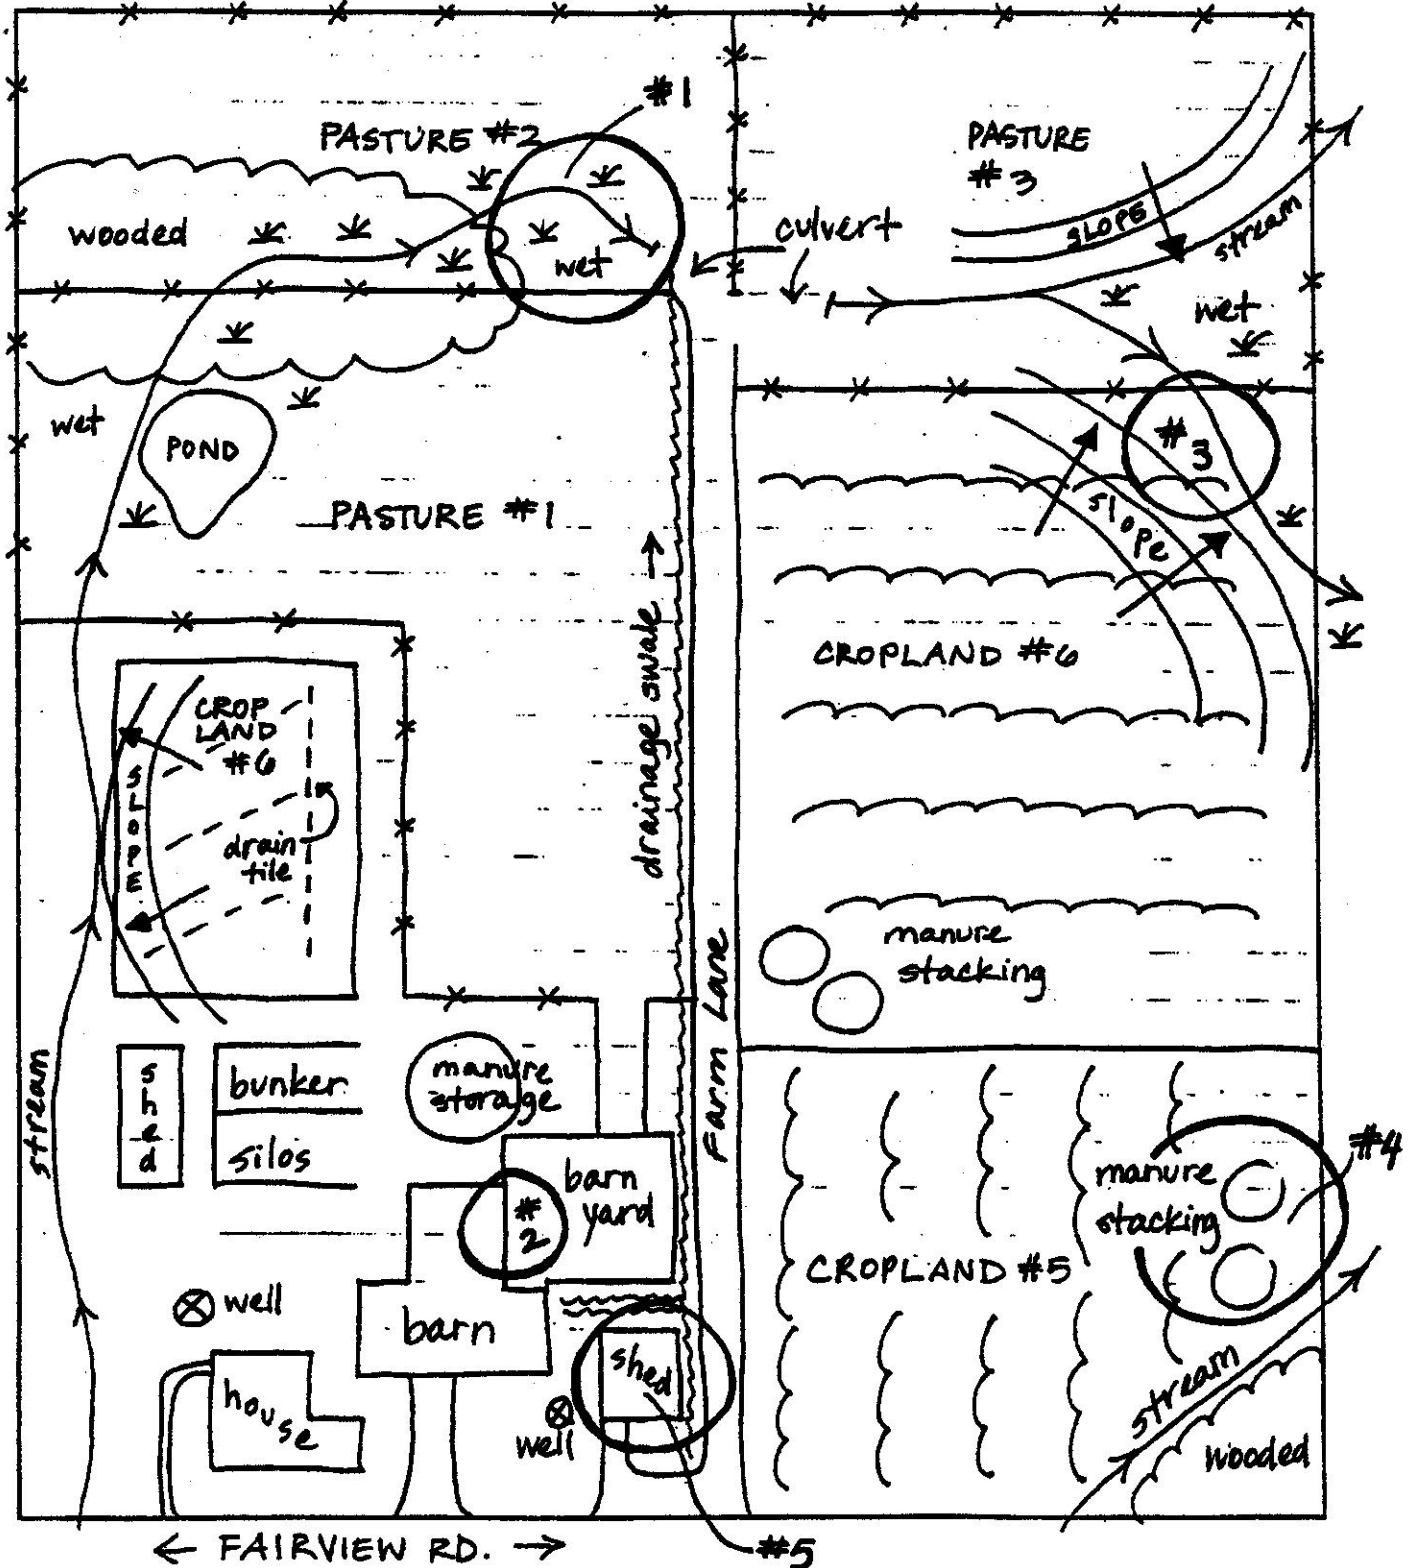 #1
PASTURE #2
PASTURE
#3
wooded
culvert
SLOPE
stream
wet
wet
wet
POND
#
3
PASTURE #1
slope
drainage swale →
CROPLAND #6
CROP
LAND
#6
SLOPE
drain
tile
manure
stacking
Farm Lane
stream
shed
bunker
silos
manure
storage
barn
yard
#
2
manure
stacking
#4
CROPLAND #5
well
barn
shed
house
well
stream
wooded
← FAIRVIEW RD. →
#5